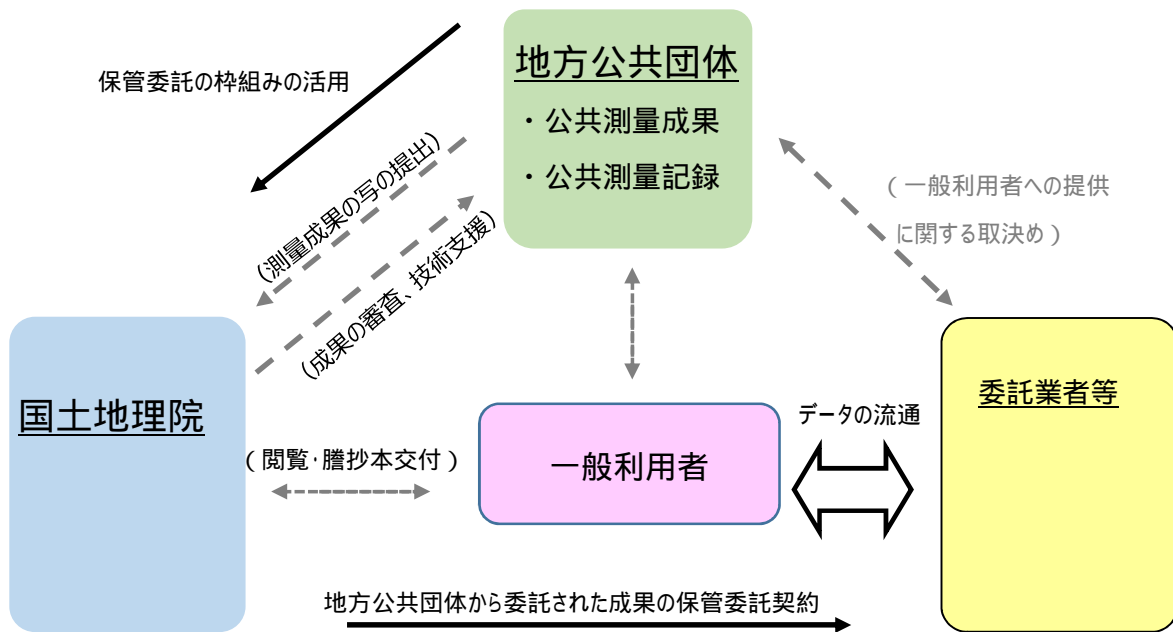 地方公共団体
・公共測量成果
・公共測量記録
保管委託の枠組みの活用
(測量成果の写の提出)
(成果の審査、技術支援)
(一般利用者への提供
に関する取決め)
国土地理院
委託業者等
データの流通
(閲覧・謄抄本交付)
一般利用者
地方公共団体から委託された成果の保管委託契約